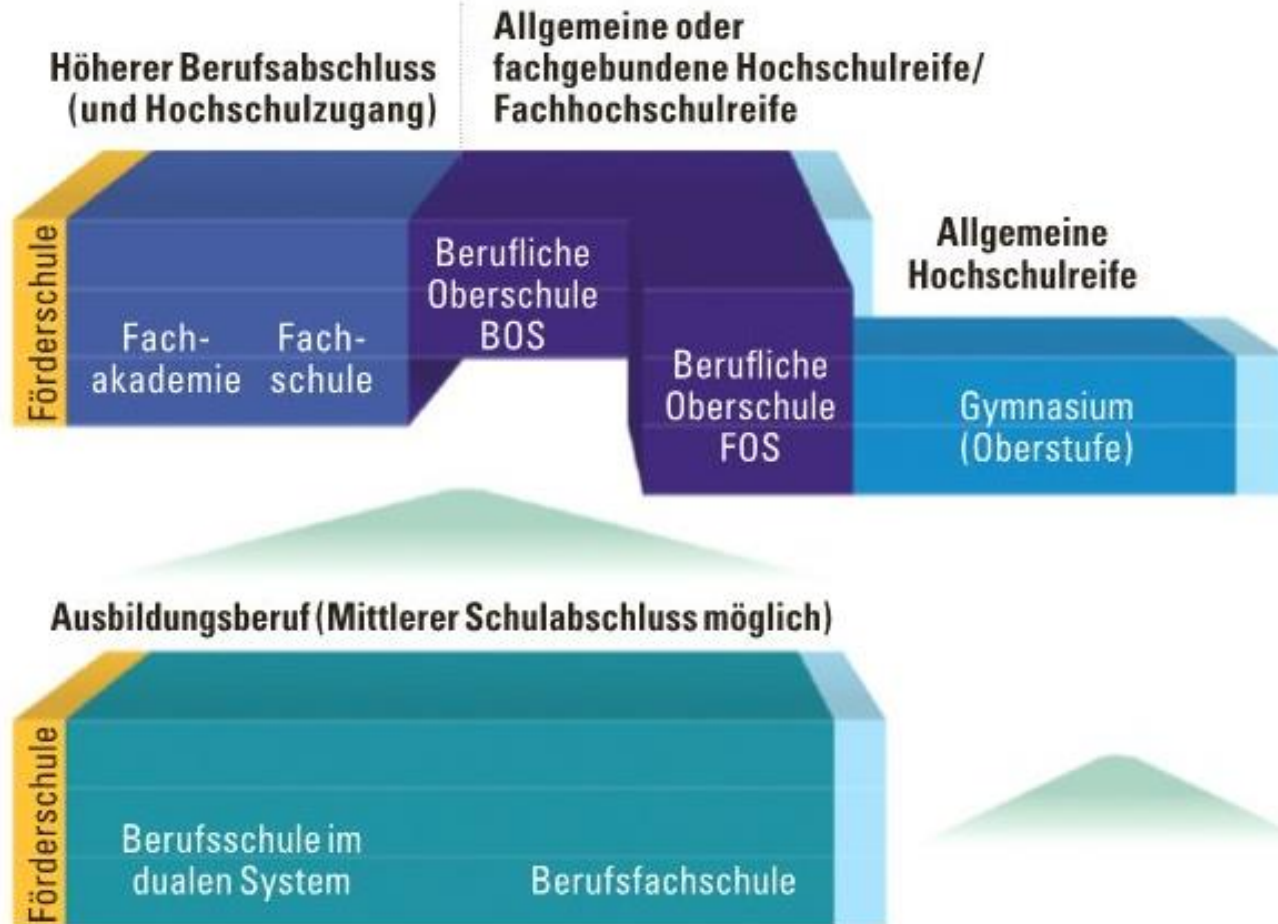 Höherer Berufsabschluss
(und Hochschulzugang)
Allgemeine oder
fachgebundene Hochschulreife/
Fachhochschulreife
Förderschule
Fach-
akademie
Fach-
schule
Berufliche
Oberschule
BOS
Berufliche
Oberschule
FOS
Allgemeine
Hochschulreife
Gymnasium
(Oberstufe)
Ausbildungsberuf (Mittlerer Schulabschluss möglich)
Förderschule
Berufsschule im
dualen System
Berufsfachschule